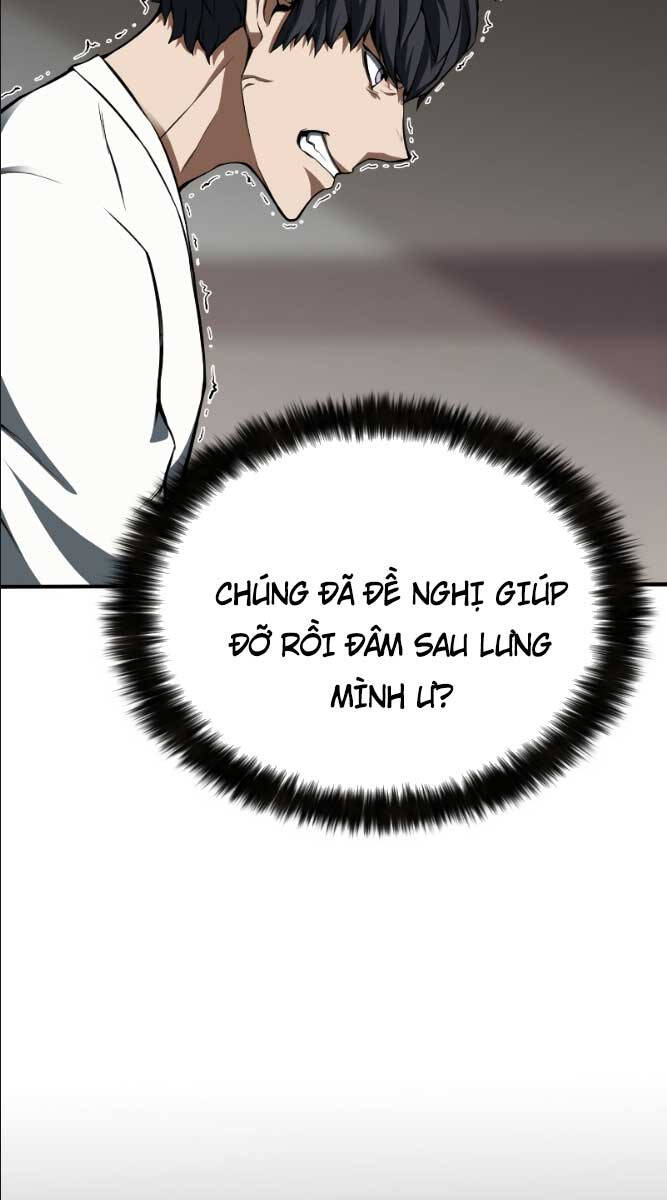 CHÚNG ĐÃ ĐỀ NGHỊ GIÚP
ĐỠ RỒI ĐÂM SAU LƯNG
MÌNH Ư?